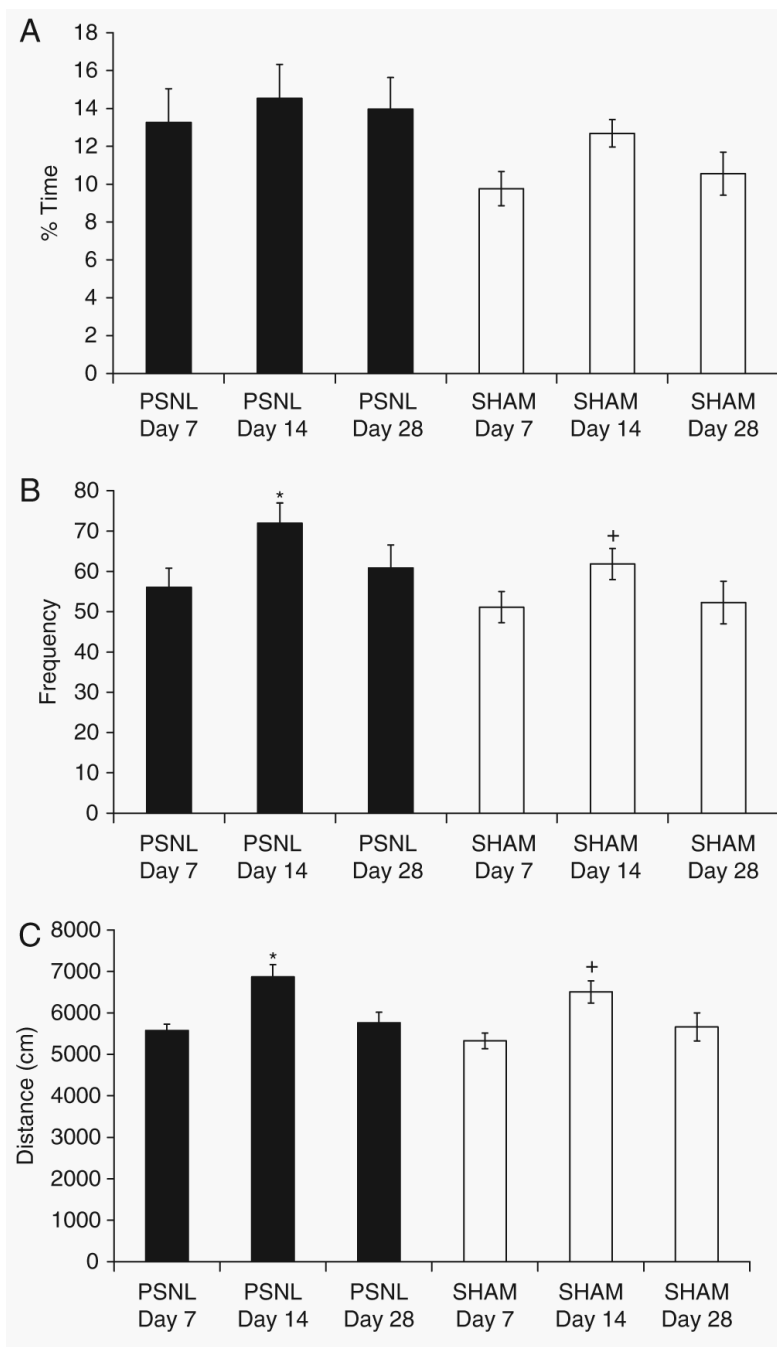 A
% Time
18
16
14
12
10
8
6
4
2
0
PSNL PSNL PSNL SHAM SHAM SHAM
Day 7 Day 14 Day 28 Day 7 Day 14 Day 28
B
Frequency
80
70
60
50
40
30
20
10
0
* +
PSNL PSNL PSNL SHAM SHAM SHAM
Day 7 Day 14 Day 28 Day 7 Day 14 Day 28
C
Distance (cm)
8000
7000
6000
5000
4000
3000
2000
1000
0
* +
PSNL PSNL PSNL SHAM SHAM SHAM
Day 7 Day 14 Day 28 Day 7 Day 14 Day 28